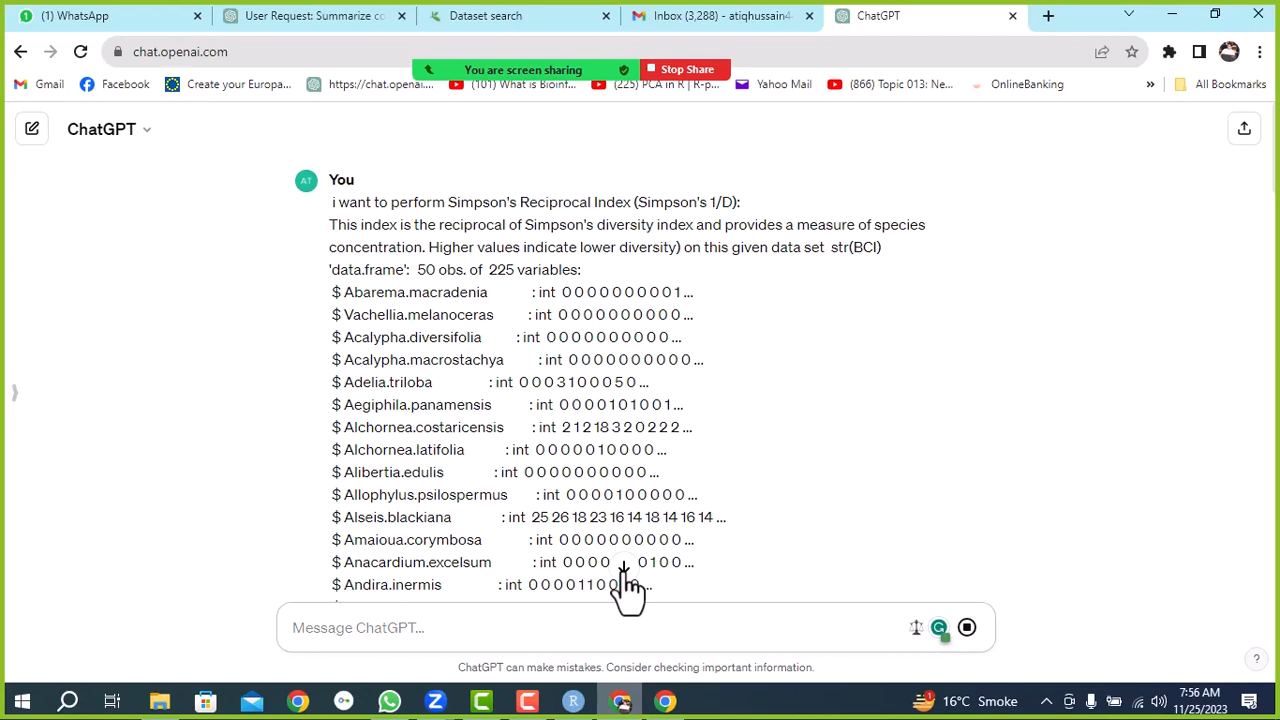 (1) WhatsApp
User Request: Summarize co
Dataset search
Inbox (3,288) - atiqhussain4
ChatGPT
chat.openai.com
You are screen sharing
Stop Share
Gmail
Facebook
Create your Europa...
https://chat.openai....
(101) What is Bioinf...
(225) PCA in R | R-p...
Yahoo Mail
(866) Topic 013: Ne...
OnlineBanking
»
All Bookmarks
ChatGPT
AT
You
i want to perform Simpson's Reciprocal Index (Simpson's 1/D):
This index is the reciprocal of Simpson's diversity index and provides a measure of species
concentration. Higher values indicate lower diversity) on this given data set str(BCI)
'data.frame': 50 obs. of 225 variables:
$ Abarema.macradenia : int 0 0 0 0 0 0 0 0 0 1 ...
$ Vachellia.melanoceras : int 0 0 0 0 0 0 0 0 0 0 ...
$ Acalypha.diversifolia : int 0 0 0 0 0 0 0 0 0 0 ...
$ Acalypha.macrostachya : int 0 0 0 0 0 0 0 0 0 0 ...
$ Adelia.triloba : int 0 0 0 3 1 0 0 0 5 0 ...
$ Aegiphila.panamensis : int 0 0 0 0 1 0 1 0 0 1 ...
$ Alchornea.costaricensis : int 2 1 2 18 3 2 0 2 2 2 ...
$ Alchornea.latifolia : int 0 0 0 0 0 1 0 0 0 0 ...
$ Alibertia.edulis : int 0 0 0 0 0 0 0 0 0 0 ...
$ Allophylus.psilospermus : int 0 0 0 0 1 0 0 0 0 0 ...
$ Alseis.blackiana : int 25 26 18 23 16 14 18 14 16 14 ...
$ Amaioua.corymbosa : int 0 0 0 0 0 0 0 0 0 0 ...
$ Anacardium.excelsum : int 0 0 0 0 0 1 0 0 ...
$ Andira.inermis : int 0 0 0 0 1 1 0 0 ...
Message ChatGPT...
ChatGPT can make mistakes. Consider checking important information.
?
16°C Smoke
7:56 AM
11/25/2023